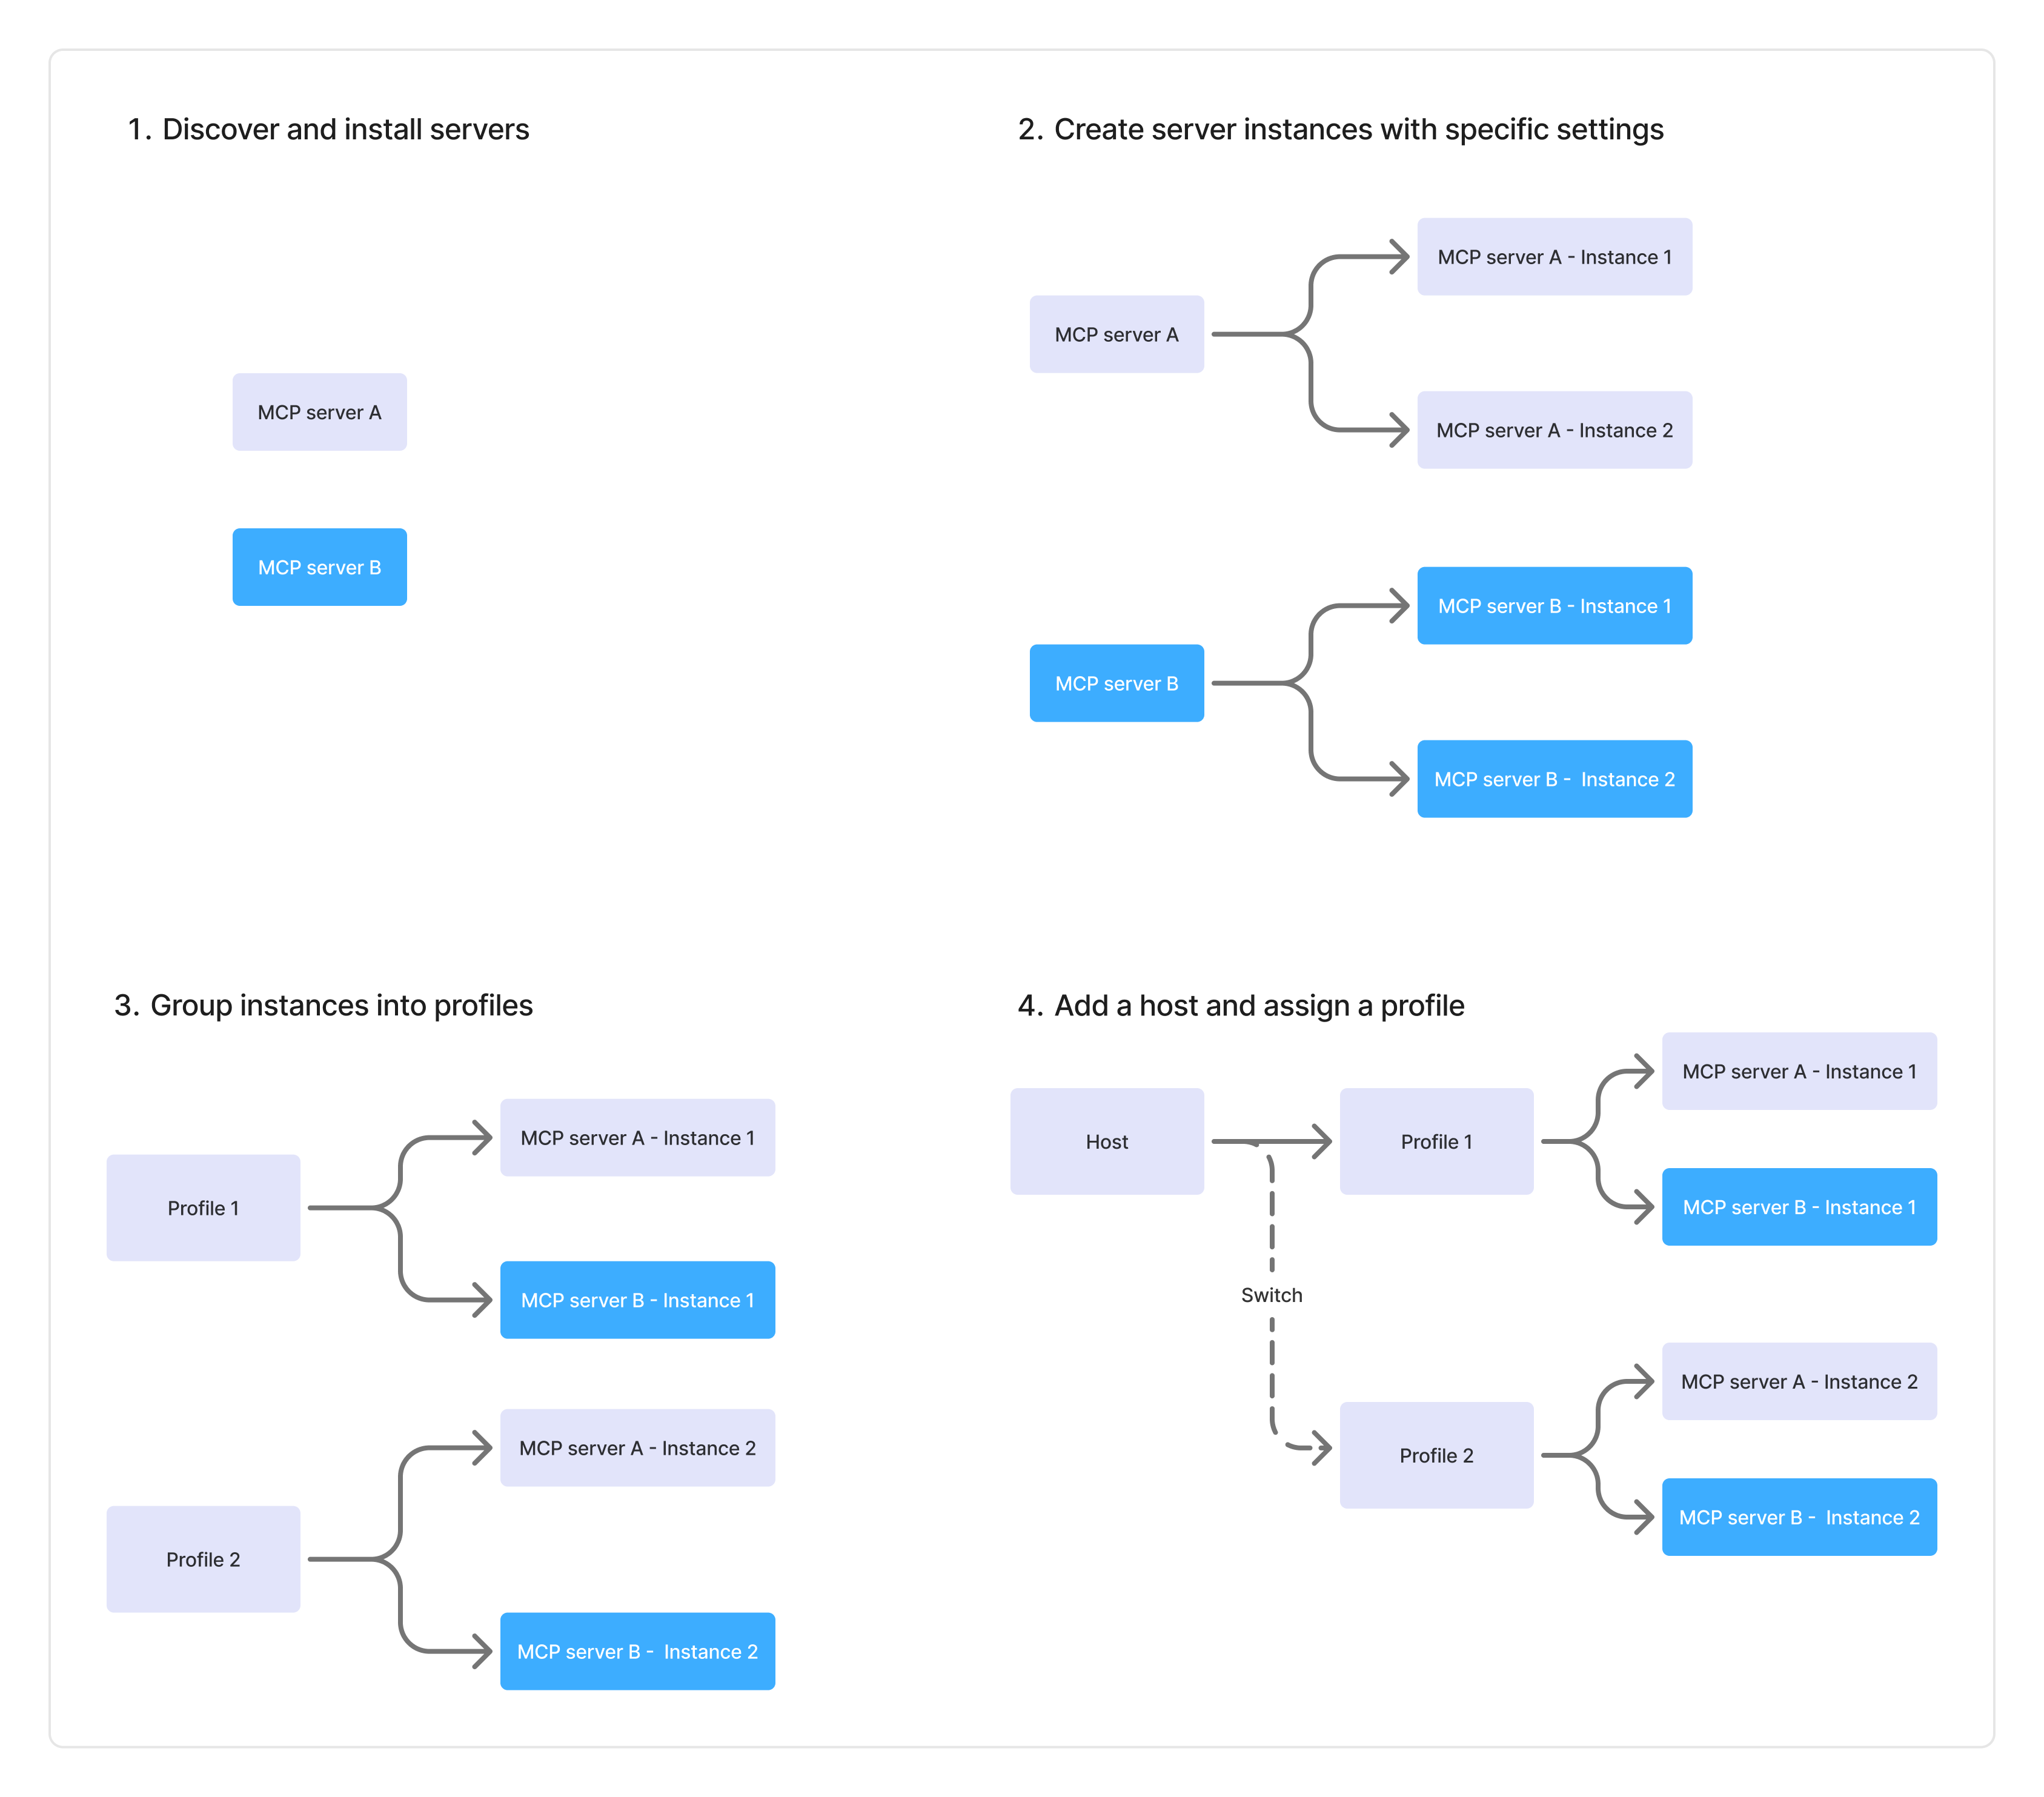 1. Discover and install servers
MCP server A
MCP server B
2. Create server instances with specific settings
MCP server A
MCP server A - Instance 1
MCP server A - Instance 2
MCP server B
MCP server B - Instance 1
MCP server B -  Instance 2
3. Group instances into profiles
Profile 1
MCP server A - Instance 1
MCP server B - Instance 1
Profile 2
MCP server A - Instance 2
MCP server B -  Instance 2
4. Add a host and assign a profile
Host
Profile 1
MCP server A - Instance 1
MCP server B - Instance 1
Switch
Profile 2
MCP server A - Instance 2
MCP server B -  Instance 2